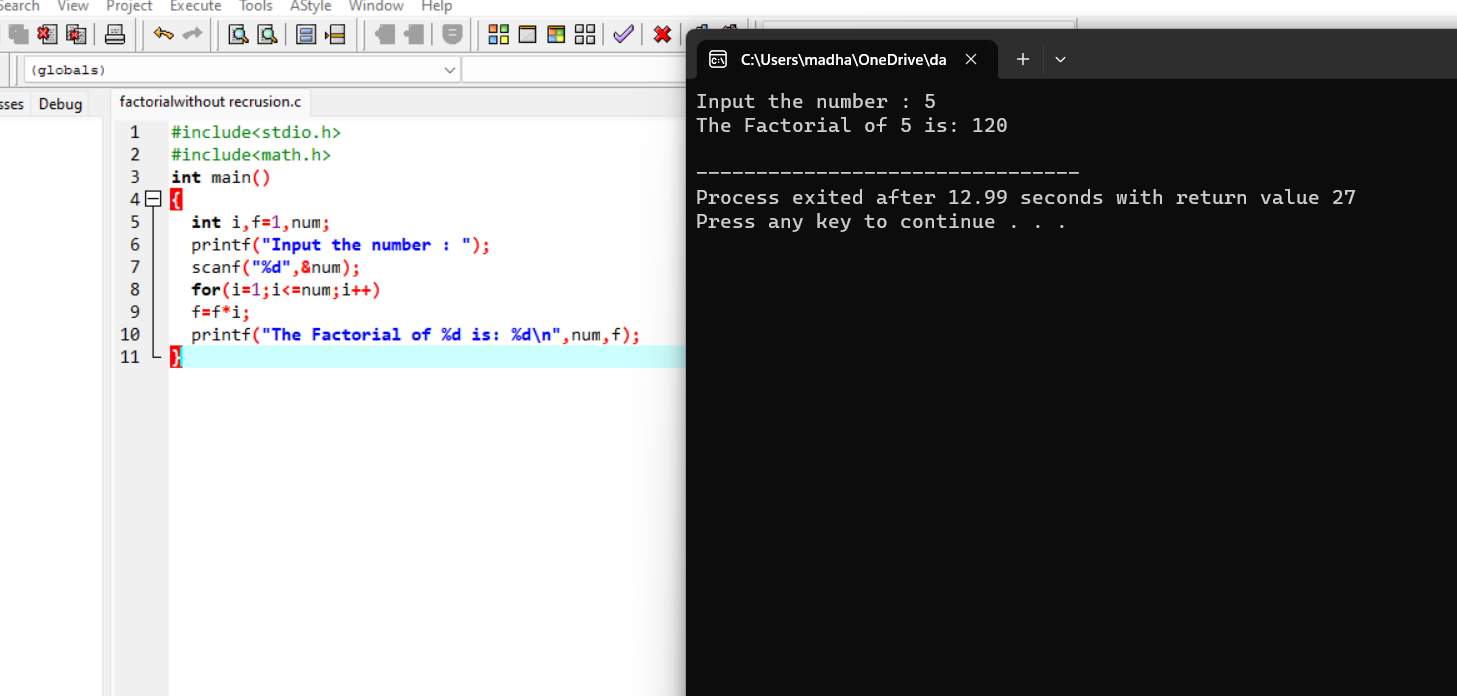 Search View Project Execute Tools AStyle Window Help
(globals)
Debug
factorialwithout recrusion.c
1 #include<stdio.h>
2 #include<math.h>
3 int main()
4 {
5 int i,f=1,num;
6 printf("Input the number : ");
7 scanf("%d",&num);
8 for(i=1;i<=num;i++)
9 f=f*i;
10 printf("The Factorial of %d is: %d\n",num,f);
11 }
C:\Users\madha\OneDrive\da
Input the number : 5
The Factorial of 5 is: 120
--------------------------------
Process exited after 12.99 seconds with return value 27
Press any key to continue . . .